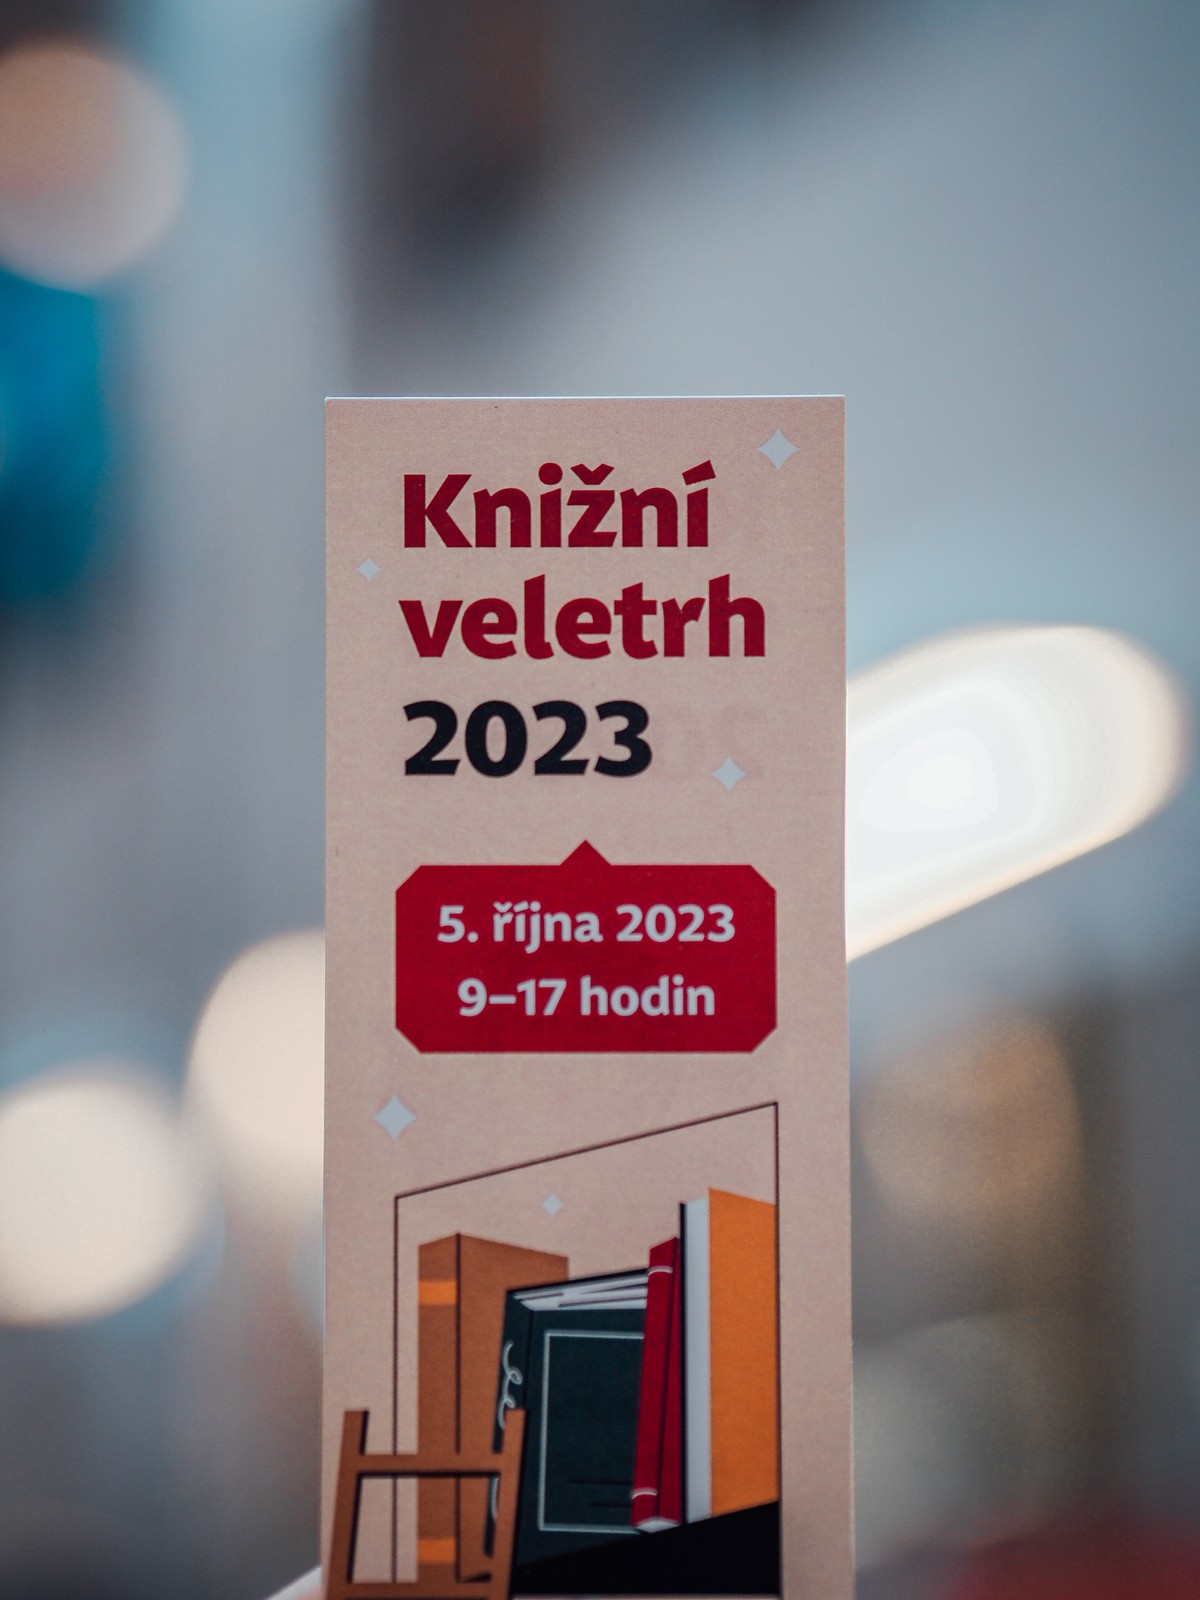 Knižní
veletrh
2023
5. října 2023
9–17 hodin